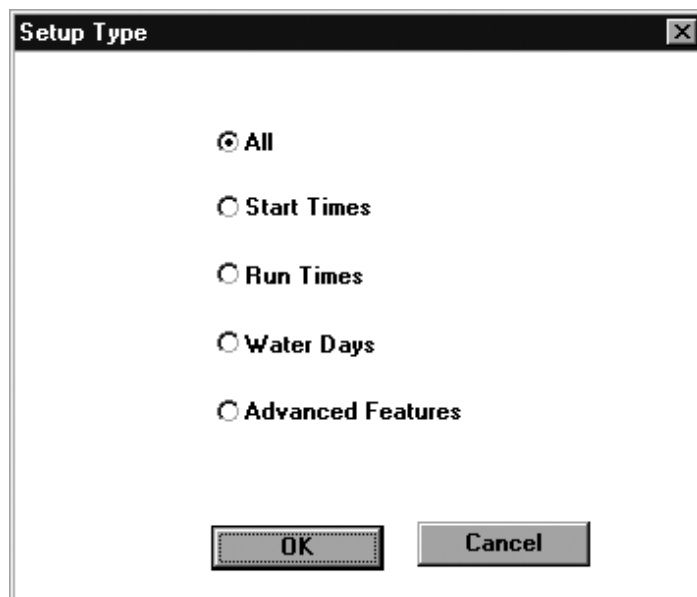 Setup Type
All
Start Times
Run Times
Water Days
Advanced Features
OK
Cancel